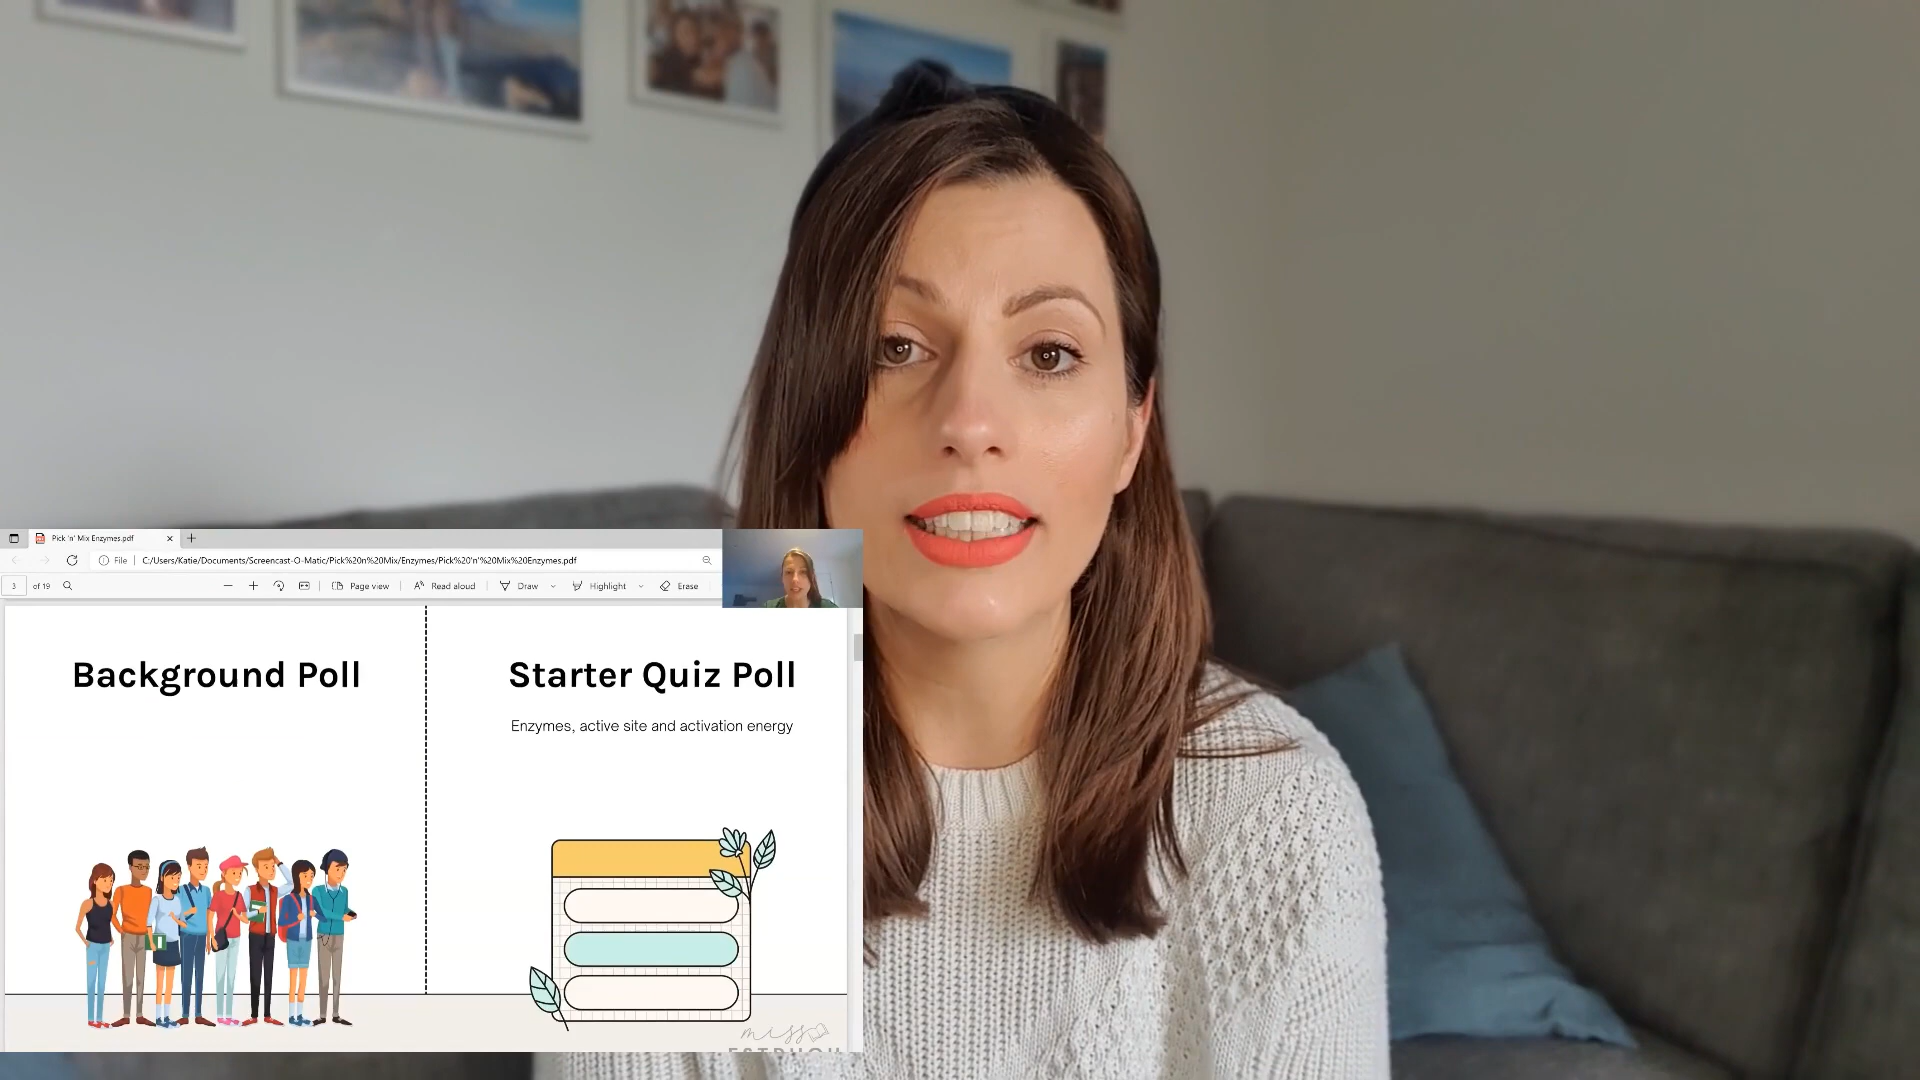 Pick 'n' Mix Enzymes.pdf
File C:/Users/Katie/Documents/Screencast-O-Matic/Pick%20n%20Mix/Enzymes/Pick%20'n'%20Mix%20Enzymes.pdf
3 of 19 Page view Read aloud Draw Highlight Erase
Background Poll
Starter Quiz Poll
Enzymes, active site and activation energy
miss